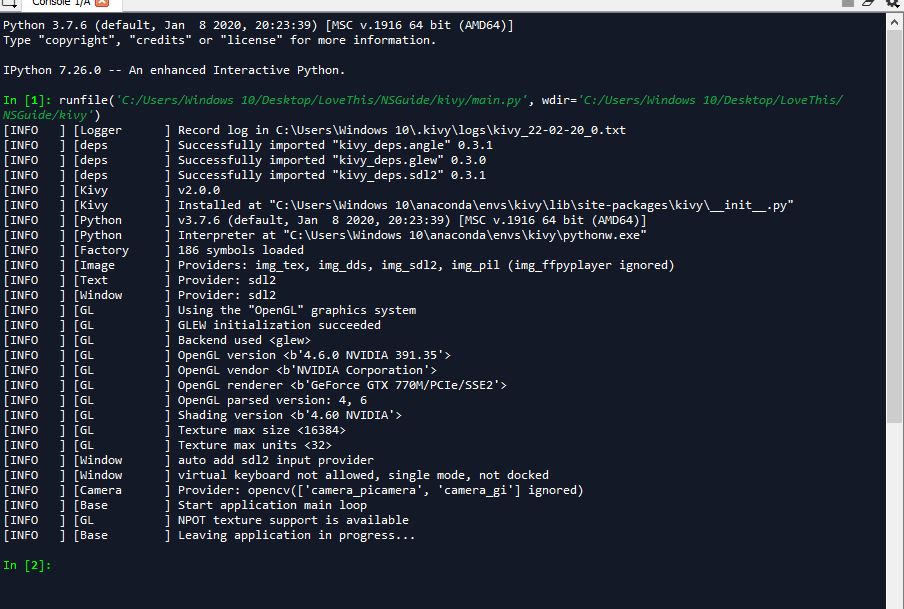 Console 1/A
Python 3.7.6 (default, Jan  8 2020, 20:23:39) [MSC v.1916 64 bit (AMD64)]
Type "copyright", "credits" or "license" for more information.
IPython 7.26.0 -- An enhanced Interactive Python.
In [1]: runfile('C:/Users/Windows 10/Desktop/LoveThis/NSGuide/kivy/main.py', wdir='C:/Users/Windows 10/Desktop/LoveThis/
NSGuide/kivy')
[INFO   ] [Logger      ] Record log in C:\Users\Windows 10\.kivy\logs\kivy_22-02-20_0.txt
[INFO   ] [deps        ] Successfully imported "kivy_deps.angle" 0.3.1
[INFO   ] [deps        ] Successfully imported "kivy_deps.glew" 0.3.0
[INFO   ] [deps        ] Successfully imported "kivy_deps.sdl2" 0.3.1
[INFO   ] [Kivy        ] v2.0.0
[INFO   ] [Kivy        ] Installed at "C:\Users\Windows 10\anaconda\envs\kivy\lib\site-packages\kivy\__init__.py"
[INFO   ] [Python      ] v3.7.6 (default, Jan  8 2020, 20:23:39) [MSC v.1916 64 bit (AMD64)]
[INFO   ] [Python      ] Interpreter at "C:\Users\Windows 10\anaconda\envs\kivy\pythonw.exe"
[INFO   ] [Factory     ] 186 symbols loaded
[INFO   ] [Image       ] Providers: img_tex, img_dds, img_sdl2, img_pil (img_ffpyplayer ignored)
[INFO   ] [Text        ] Provider: sdl2
[INFO   ] [Window      ] Provider: sdl2
[INFO   ] [GL          ] Using the "OpenGL" graphics system
[INFO   ] [GL          ] GLEW initialization succeeded
[INFO   ] [GL          ] Backend used <glew>
[INFO   ] [GL          ] OpenGL version <b'4.6.0 NVIDIA 391.35'>
[INFO   ] [GL          ] OpenGL vendor <b'NVIDIA Corporation'>
[INFO   ] [GL          ] OpenGL renderer <b'GeForce GTX 770M/PCIe/SSE2'>
[INFO   ] [GL          ] OpenGL parsed version: 4, 6
[INFO   ] [GL          ] Shading version <b'4.60 NVIDIA'>
[INFO   ] [GL          ] Texture max size <16384>
[INFO   ] [GL          ] Texture max units <32>
[INFO   ] [Window      ] auto add sdl2 input provider
[INFO   ] [Window      ] virtual keyboard not allowed, single mode, not docked
[INFO   ] [Camera      ] Provider: opencv(['camera_picamera', 'camera_gi'] ignored)
[INFO   ] [Base        ] Start application main loop
[INFO   ] [GL          ] NPOT texture support is available
[INFO   ] [Base        ] Leaving application in progress...
In [2]: